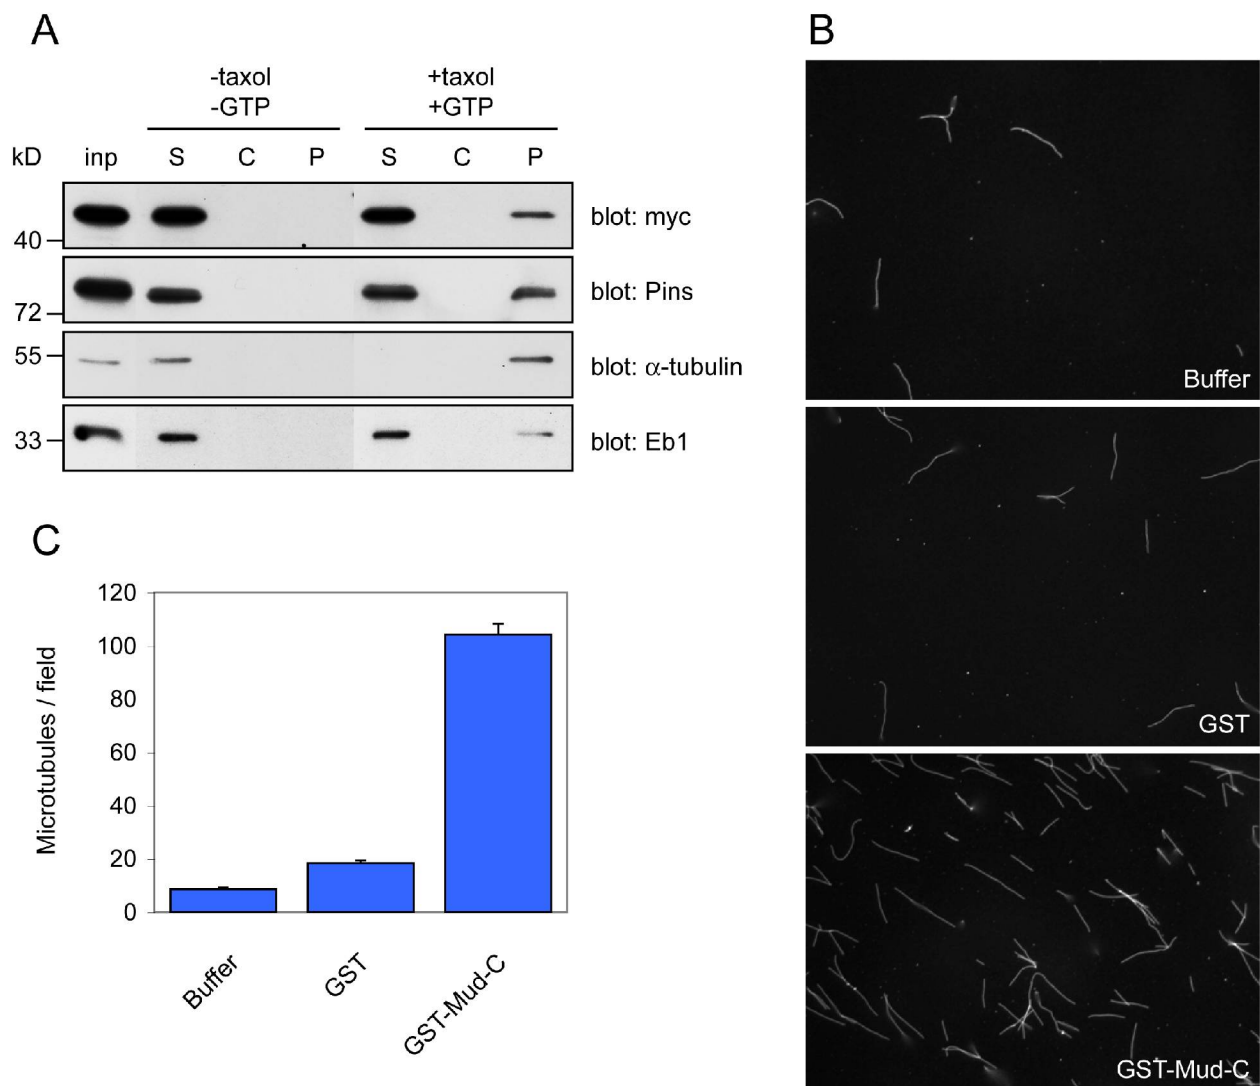 A
-taxol
-GTP
+taxol
+GTP
kD
inp
S
C
P
S
C
P
40
blot: myc
72
blot: Pins
55
blot: α-tubulin
33
blot: Eb1
B
Buffer
GST
GST-Mud-C
C
Microtubules / field
120
100
80
60
40
20
0
Buffer
GST
GST-Mud-C